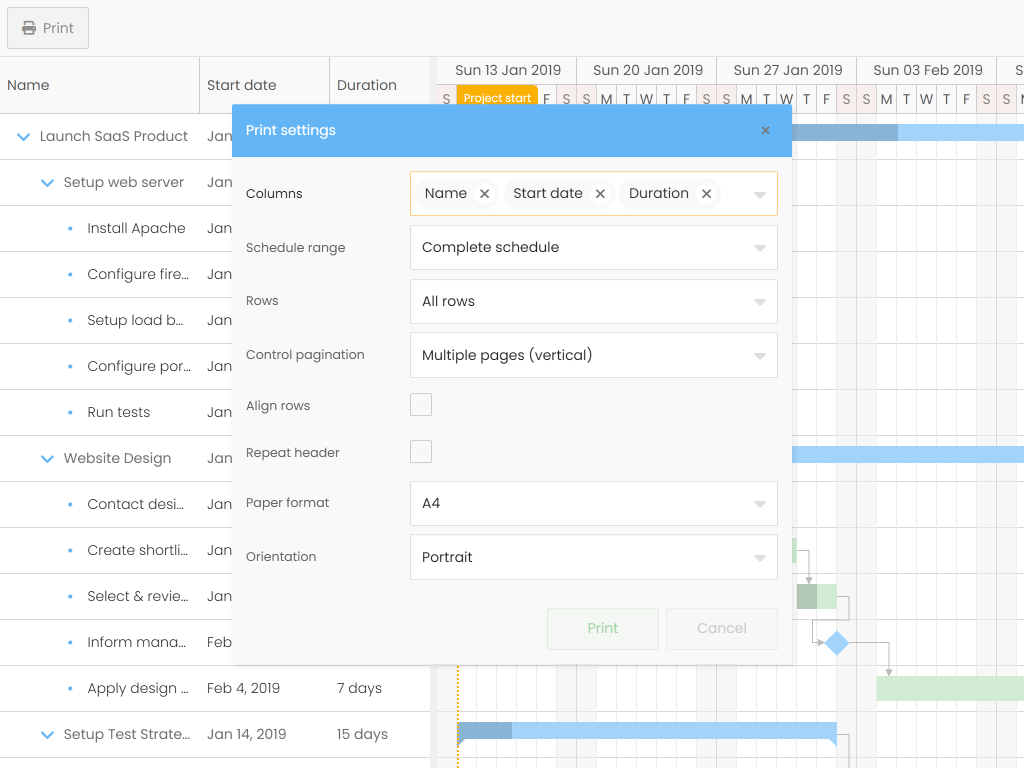 Print
Name Start date Duration
Sun 13 Jan 2019 Sun 20 Jan 2019 Sun 27 Jan 2019 Sun 03 Feb 2019 S
S Project start F S S M T W T F S S M T W T F S S M T W T F S S
Launch SaaS Product Jan
Setup web server Jan
Install Apache Jan
Configure fire... Jan
Setup load b... Jan
Configure por... Jan
Run tests Jan
Website Design Jan
Contact desi... Jan
Create shortli... Jan
Select & revie... Jan
Inform mana... Feb
Apply design ... Feb 4, 2019 7 days
Setup Test Strate... Jan 14, 2019 15 days
Print settings
Columns Name Start date Duration
Schedule range Complete schedule
Rows All rows
Control pagination Multiple pages (vertical)
Align rows
Repeat header
Paper format A4
Orientation Portrait
Print Cancel